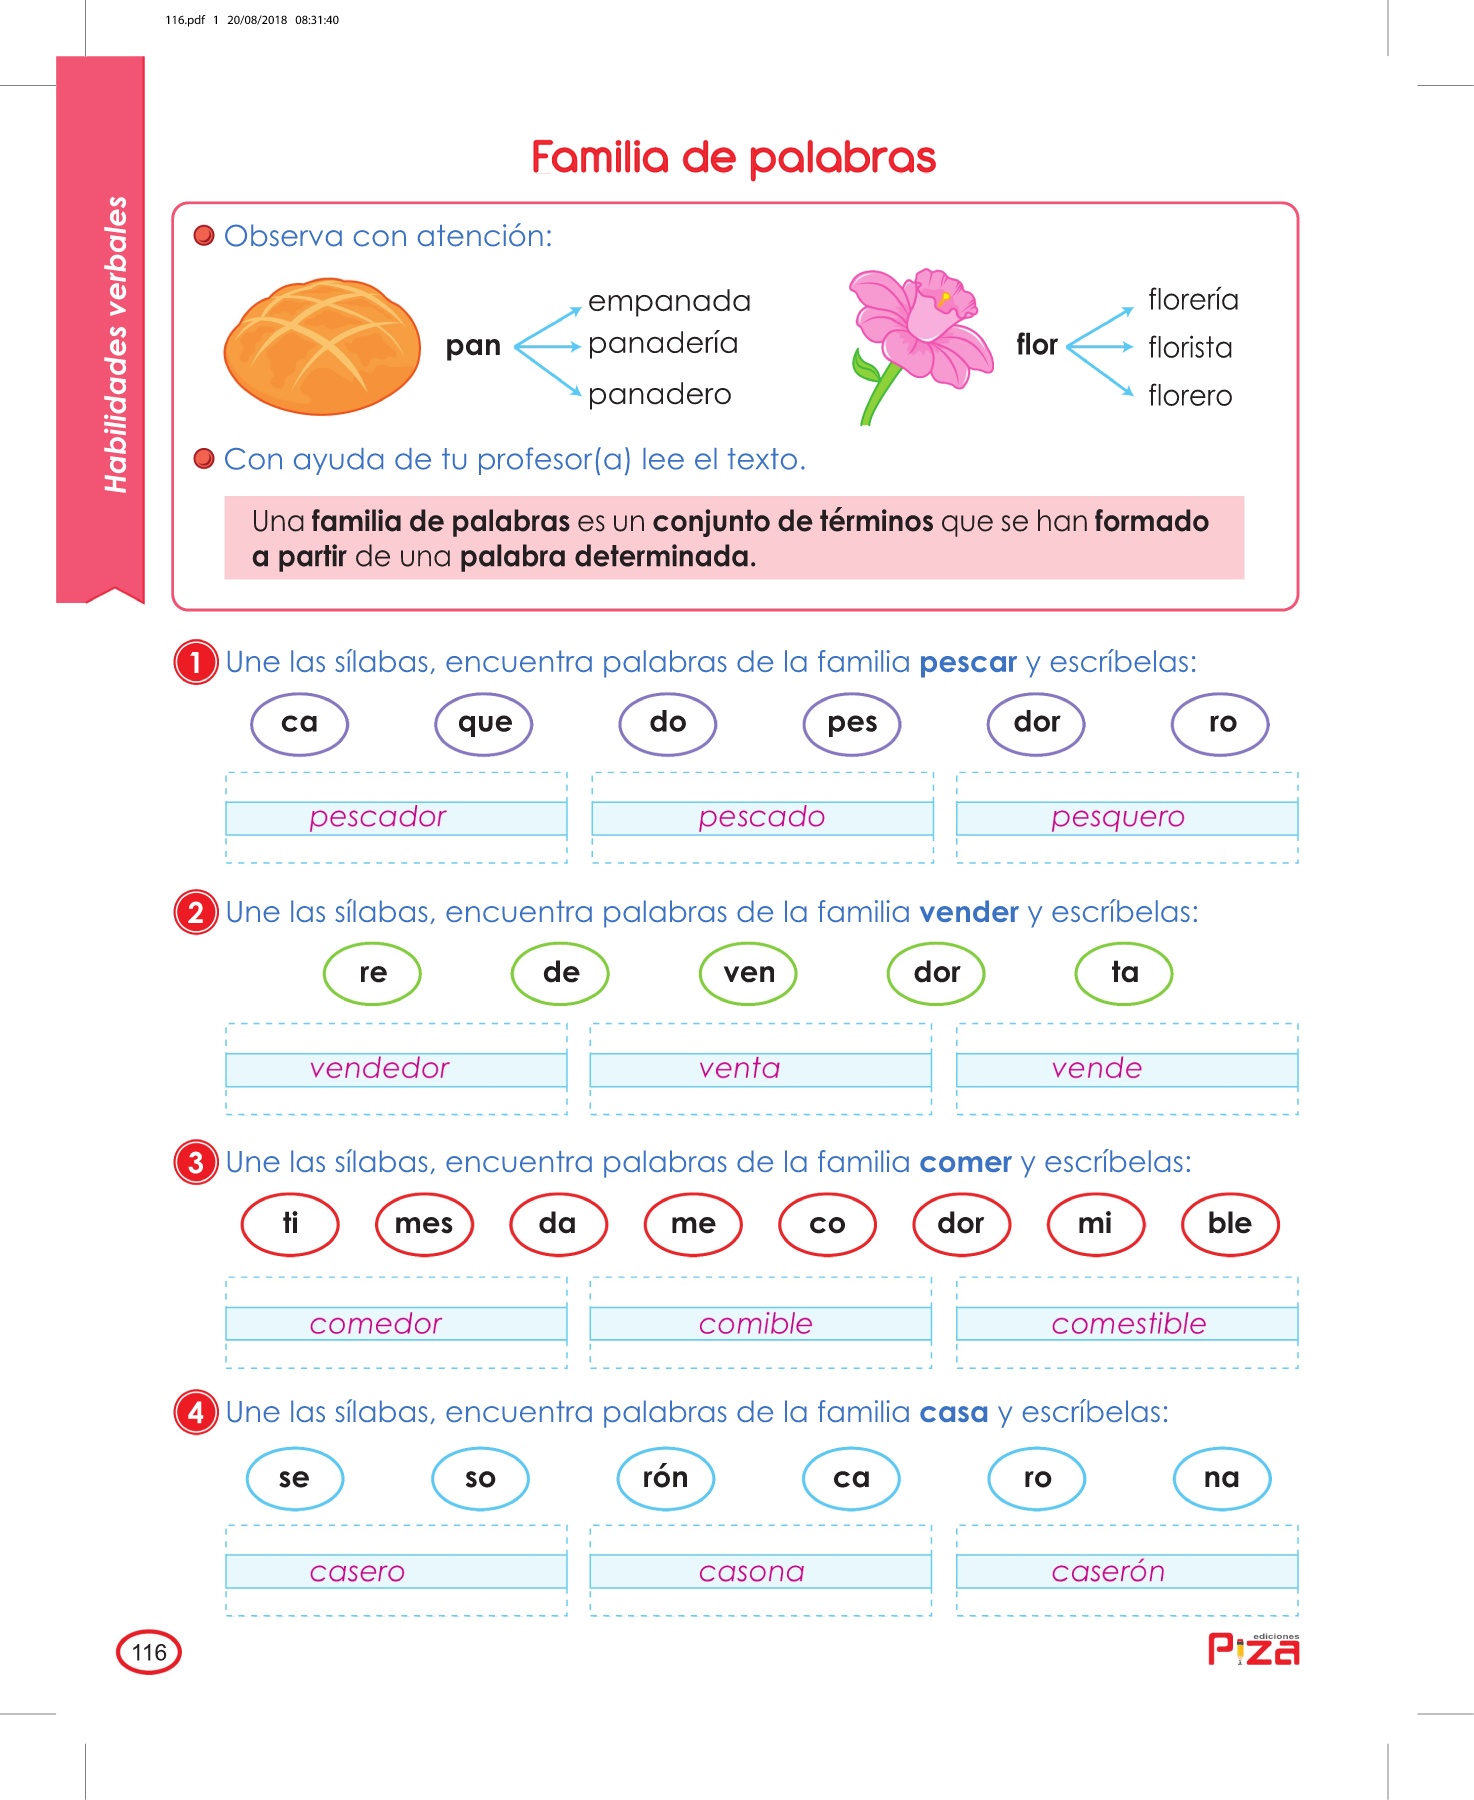 116.pdf 1 20/08/2018 08:31:40
Habilidades verbales
Familia de palabras
Observa con atención:
pan
empanada
panadería
panadero
flor
florería
florista
florero
Con ayuda de tu profesor(a) lee el texto.
Una familia de palabras es un conjunto de términos que se han formado
a partir de una palabra determinada.
1 Une las sílabas, encuentra palabras de la familia pescar y escríbelas:
ca que do pes dor ro
pescador pescado pesquero
2 Une las sílabas, encuentra palabras de la familia vender y escríbelas:
re de ven dor ta
vendedor venta vende
3 Une las sílabas, encuentra palabras de la familia comer y escríbelas:
ti mes da me co dor mi ble
comedor comible comestible
4 Une las sílabas, encuentra palabras de la familia casa y escríbelas:
se so rón ca ro na
casero casona caserón
116
ediciones
Piza